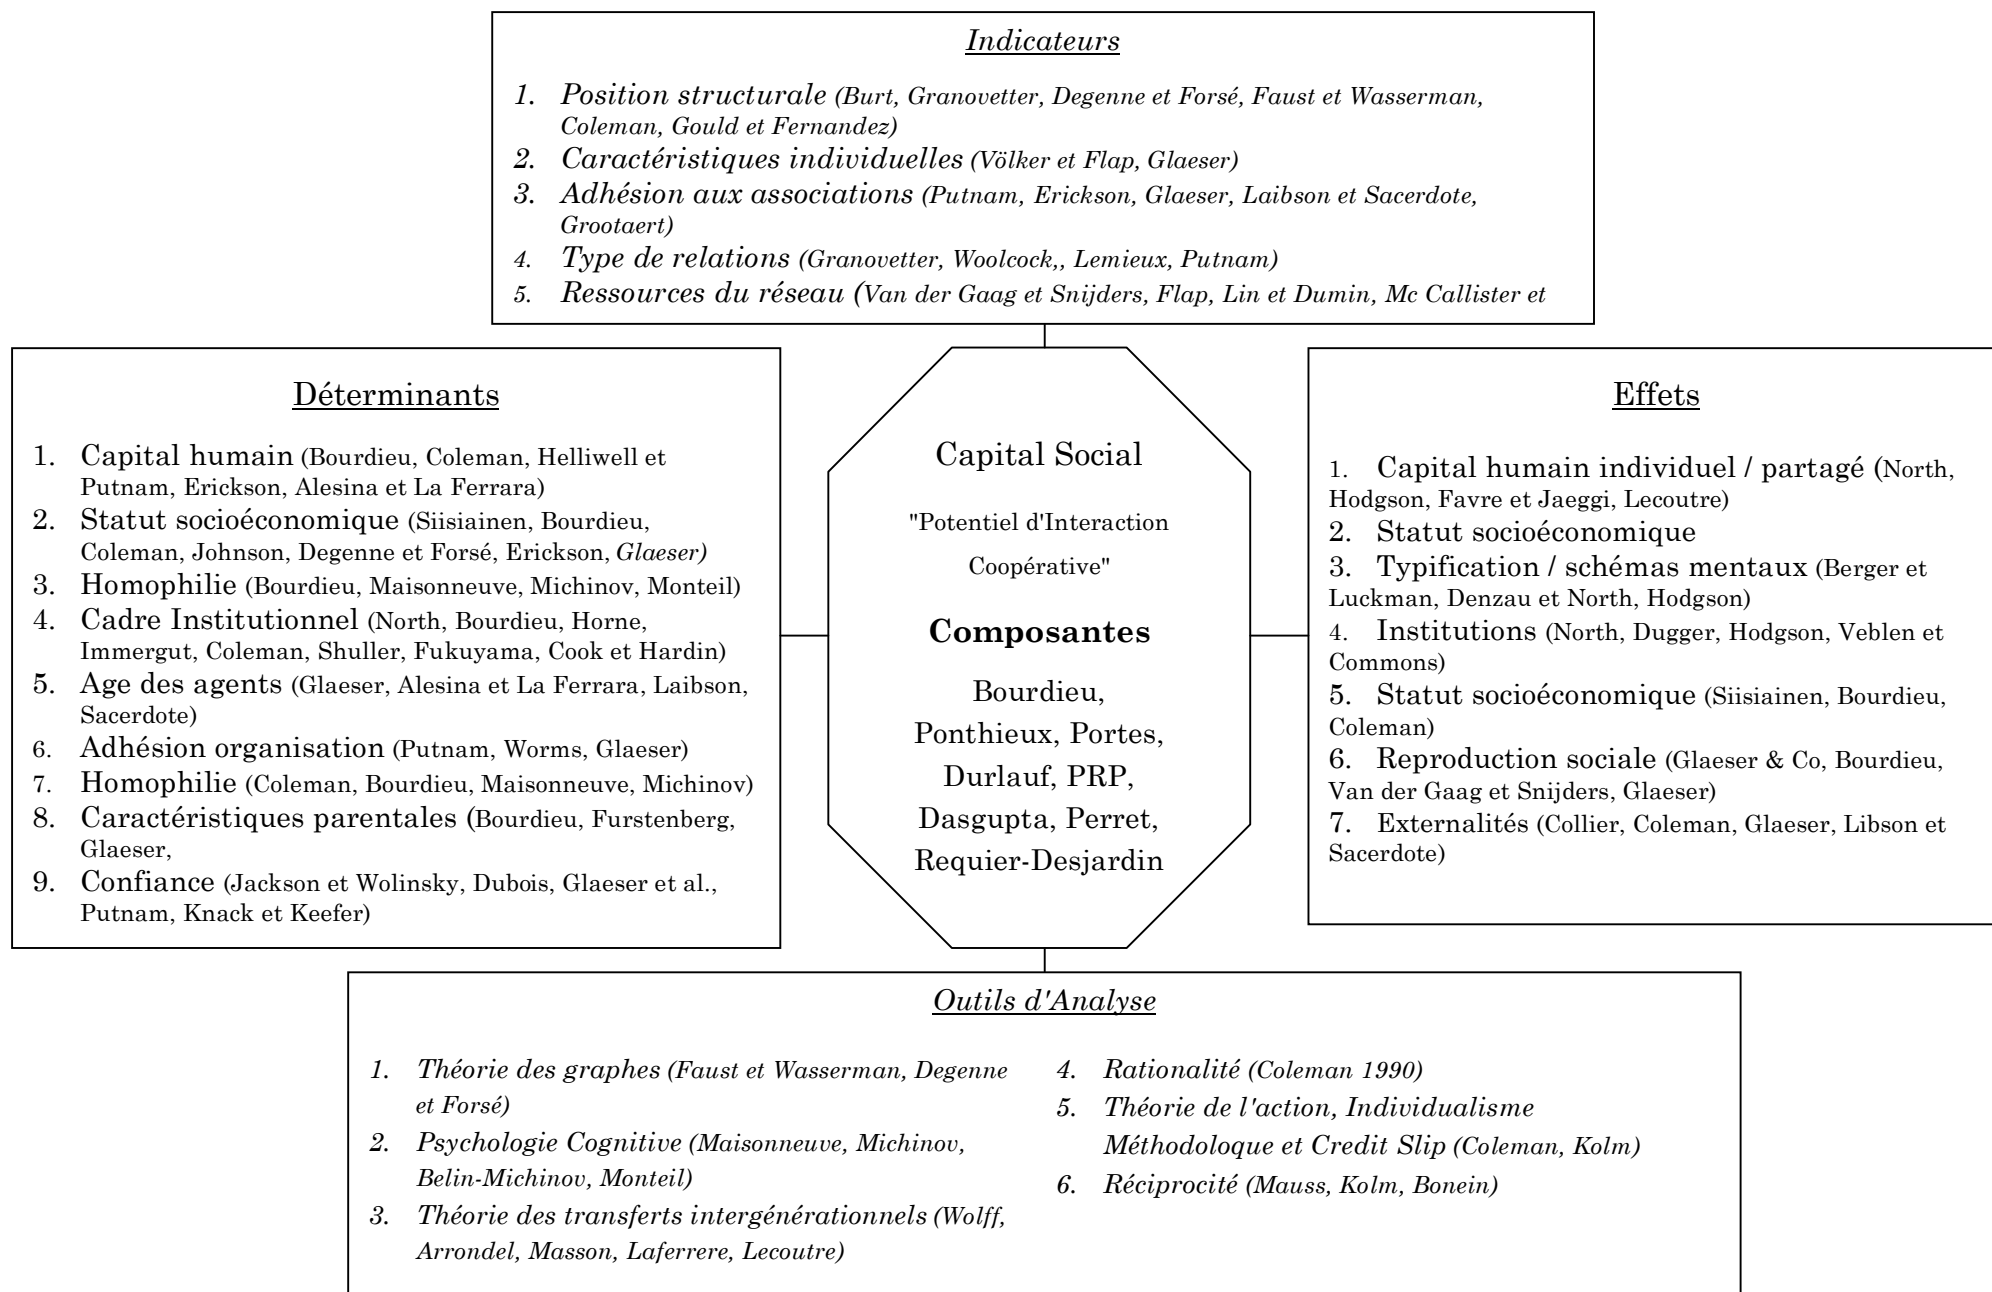 Indicateurs
1. Position structurale (Burt, Granovetter, Degenne et Forsé, Faust et Wasserman,
Coleman, Gould et Fernandez)
2. Caractéristiques individuelles (Völker et Flap, Glaeser)
3. Adhésion aux associations (Putnam, Erickson, Glaeser, Laibson et Sacerdote,
Grootaert)
4. Type de relations (Granovetter, Woolcock,, Lemieux, Putnam)
5. Ressources du réseau (Van der Gaag et Snijders, Flap, Lin et Dumin, Mc Callister et
Déterminants
1. Capital humain (Bourdieu, Coleman, Helliwell et
Putnam, Erickson, Alesina et La Ferrara)
2. Statut socioéconomique (Siisiainen, Bourdieu,
Coleman, Johnson, Degenne et Forsé, Erickson, Glaeser)
3. Homophilie (Bourdieu, Maisonneuve, Michinov, Monteil)
4. Cadre Institutionnel (North, Bourdieu, Horne,
Immergut, Coleman, Shuller, Fukuyama, Cook et Hardin)
5. Age des agents (Glaeser, Alesina et La Ferrara, Laibson,
Sacerdote)
6. Adhésion organisation (Putnam, Worms, Glaeser)
7. Homophilie (Coleman, Bourdieu, Maisonneuve, Michinov)
8. Caractéristiques parentales (Bourdieu, Furstenberg,
Glaeser,
9. Confiance (Jackson et Wolinsky, Dubois, Glaeser et al.,
Putnam, Knack et Keefer)
Capital Social
"Potentiel d'Interaction
Coopérative"
Composantes
Bourdieu,
Ponthieux, Portes,
Durlauf, PRP,
Dasgupta, Perret,
Requier-Desjardin
Effets
1. Capital humain individuel / partagé (North,
Hodgson, Favre et Jaeggi, Lecoutre)
2. Statut socioéconomique
3. Typification / schémas mentaux (Berger et
Luckman, Denzau et North, Hodgson)
4. Institutions (North, Dugger, Hodgson, Veblen et
Commons)
5. Statut socioéconomique (Siisiainen, Bourdieu,
Coleman)
6. Reproduction sociale (Glaeser & Co, Bourdieu,
Van der Gaag et Snijders, Glaeser)
7. Externalités (Collier, Coleman, Glaeser, Libson et
Sacerdote)
Outils d'Analyse
1. Théorie des graphes (Faust et Wasserman, Degenne
et Forsé)
2. Psychologie Cognitive (Maisonneuve, Michinov,
Belin-Michinov, Monteil)
3. Théorie des transferts intergénérationnels (Wolff,
Arrondel, Masson, Laferrere, Lecoutre)
4. Rationalité (Coleman 1990)
5. Théorie de l'action, Individualisme
Méthodoloque et Credit Slip (Coleman, Kolm)
6. Réciprocité (Mauss, Kolm, Bonein)